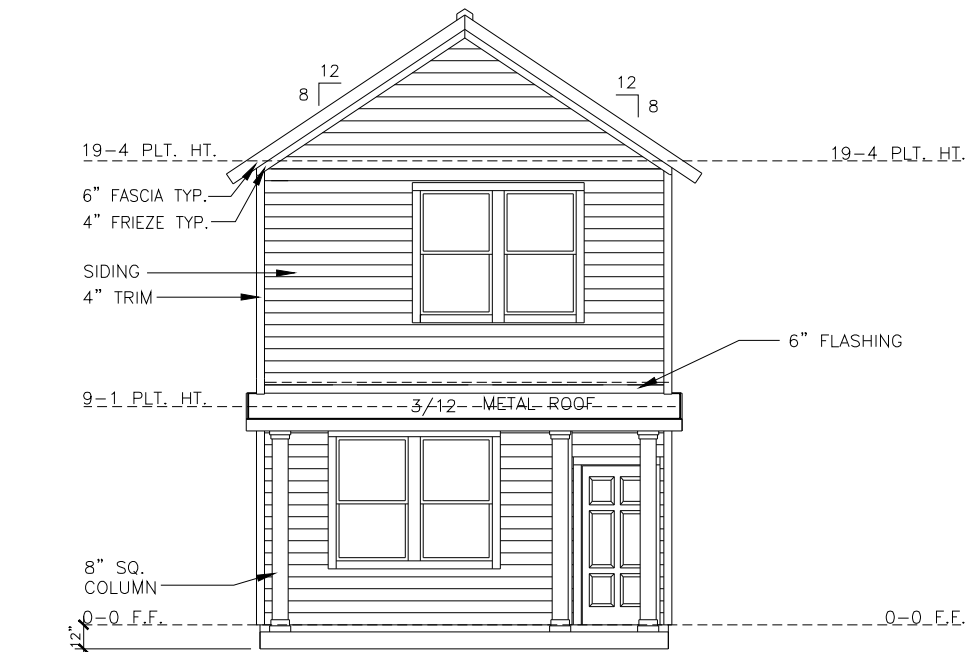 12
8
12
8
19-4 PLT. HT.
19-4 PLT. HT.
6" FASCIA TYP.
4" FRIEZE TYP.
SIDING
4" TRIM
6" FLASHING
9-1 PLT. HT.
3/12 METAL ROOF
8" SQ.
COLUMN
0-0 F.F.
0-0 F.F.
12"